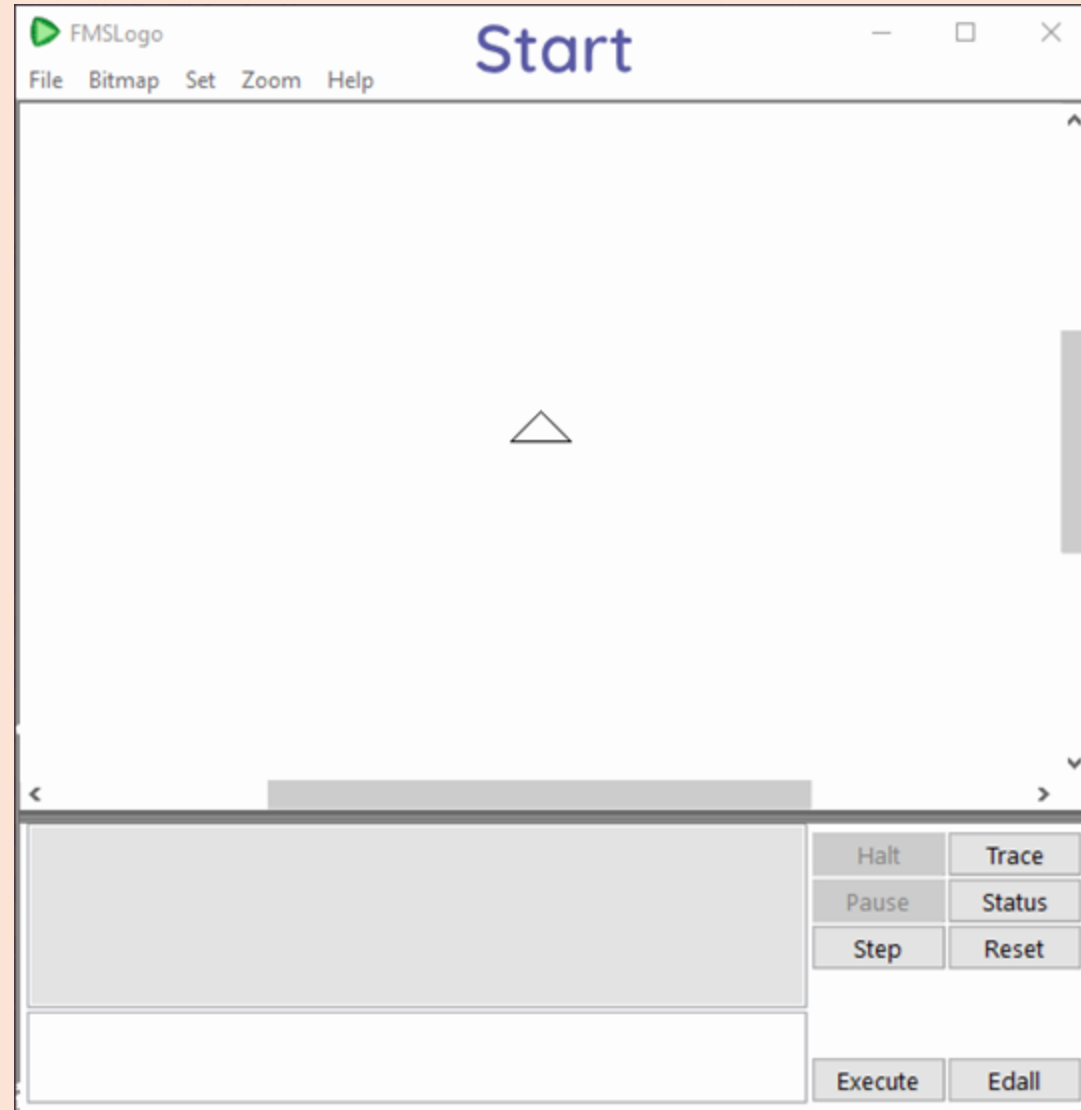 FMSLogo
Start
File Bitmap Set Zoom Help
Halt Trace
Pause Status
Step Reset
Execute Edall